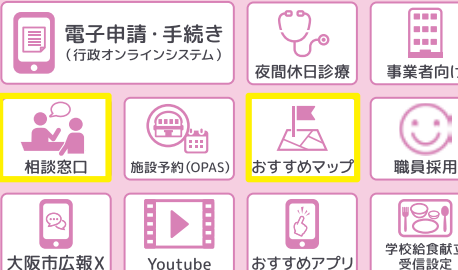 電子申請・手続き
(行政オンラインシステム)
夜間休日診療
事業者向け
相談窓口
施設予約(OPAS)
おすすめマップ
職員採用
大阪市広報X
Youtube
おすすめアプリ
学校給食献立
受信設定